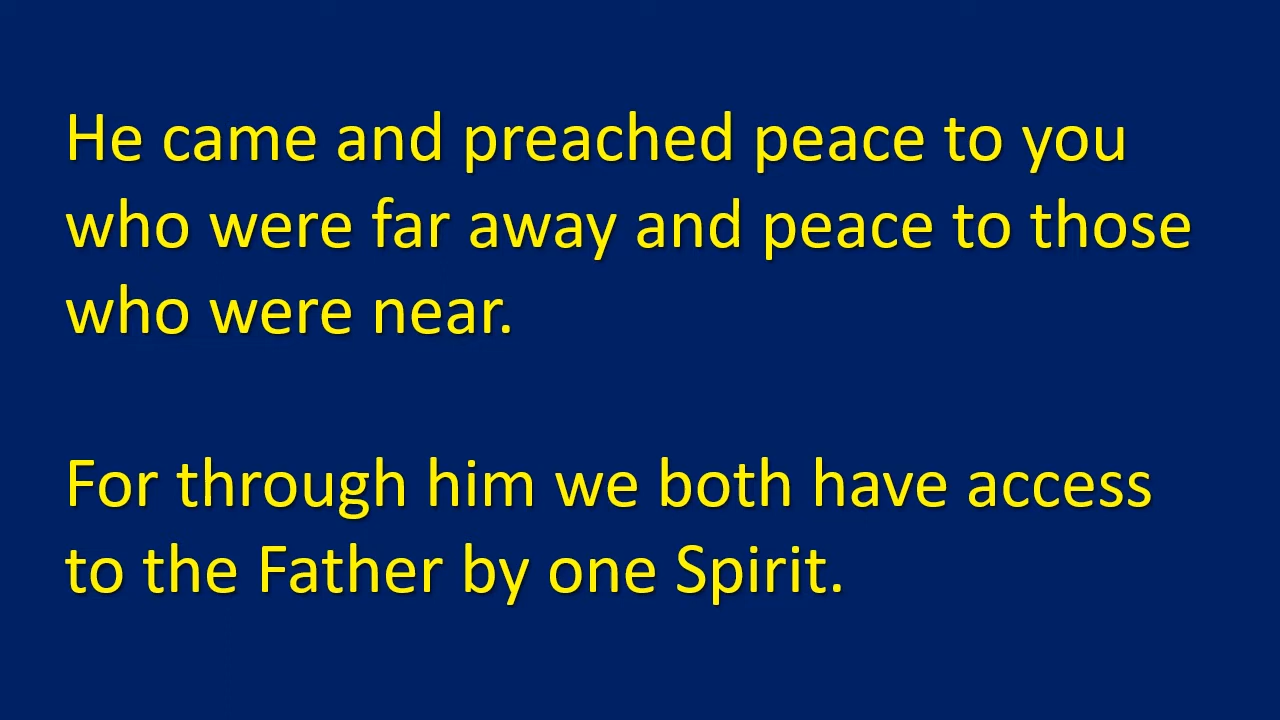 He came and preached peace to you
who were far away and peace to those
who were near.
For through him we both have access
to the Father by one Spirit.